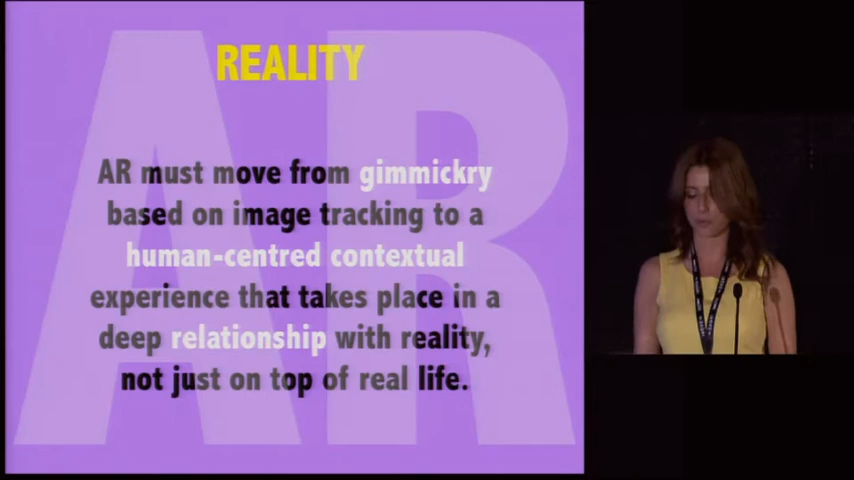 REALITY
AR must move from gimmickry
based on image tracking to a
human-centred contextual
experience that takes place in a
deep relationship with reality,
not just on top of real life.
AR